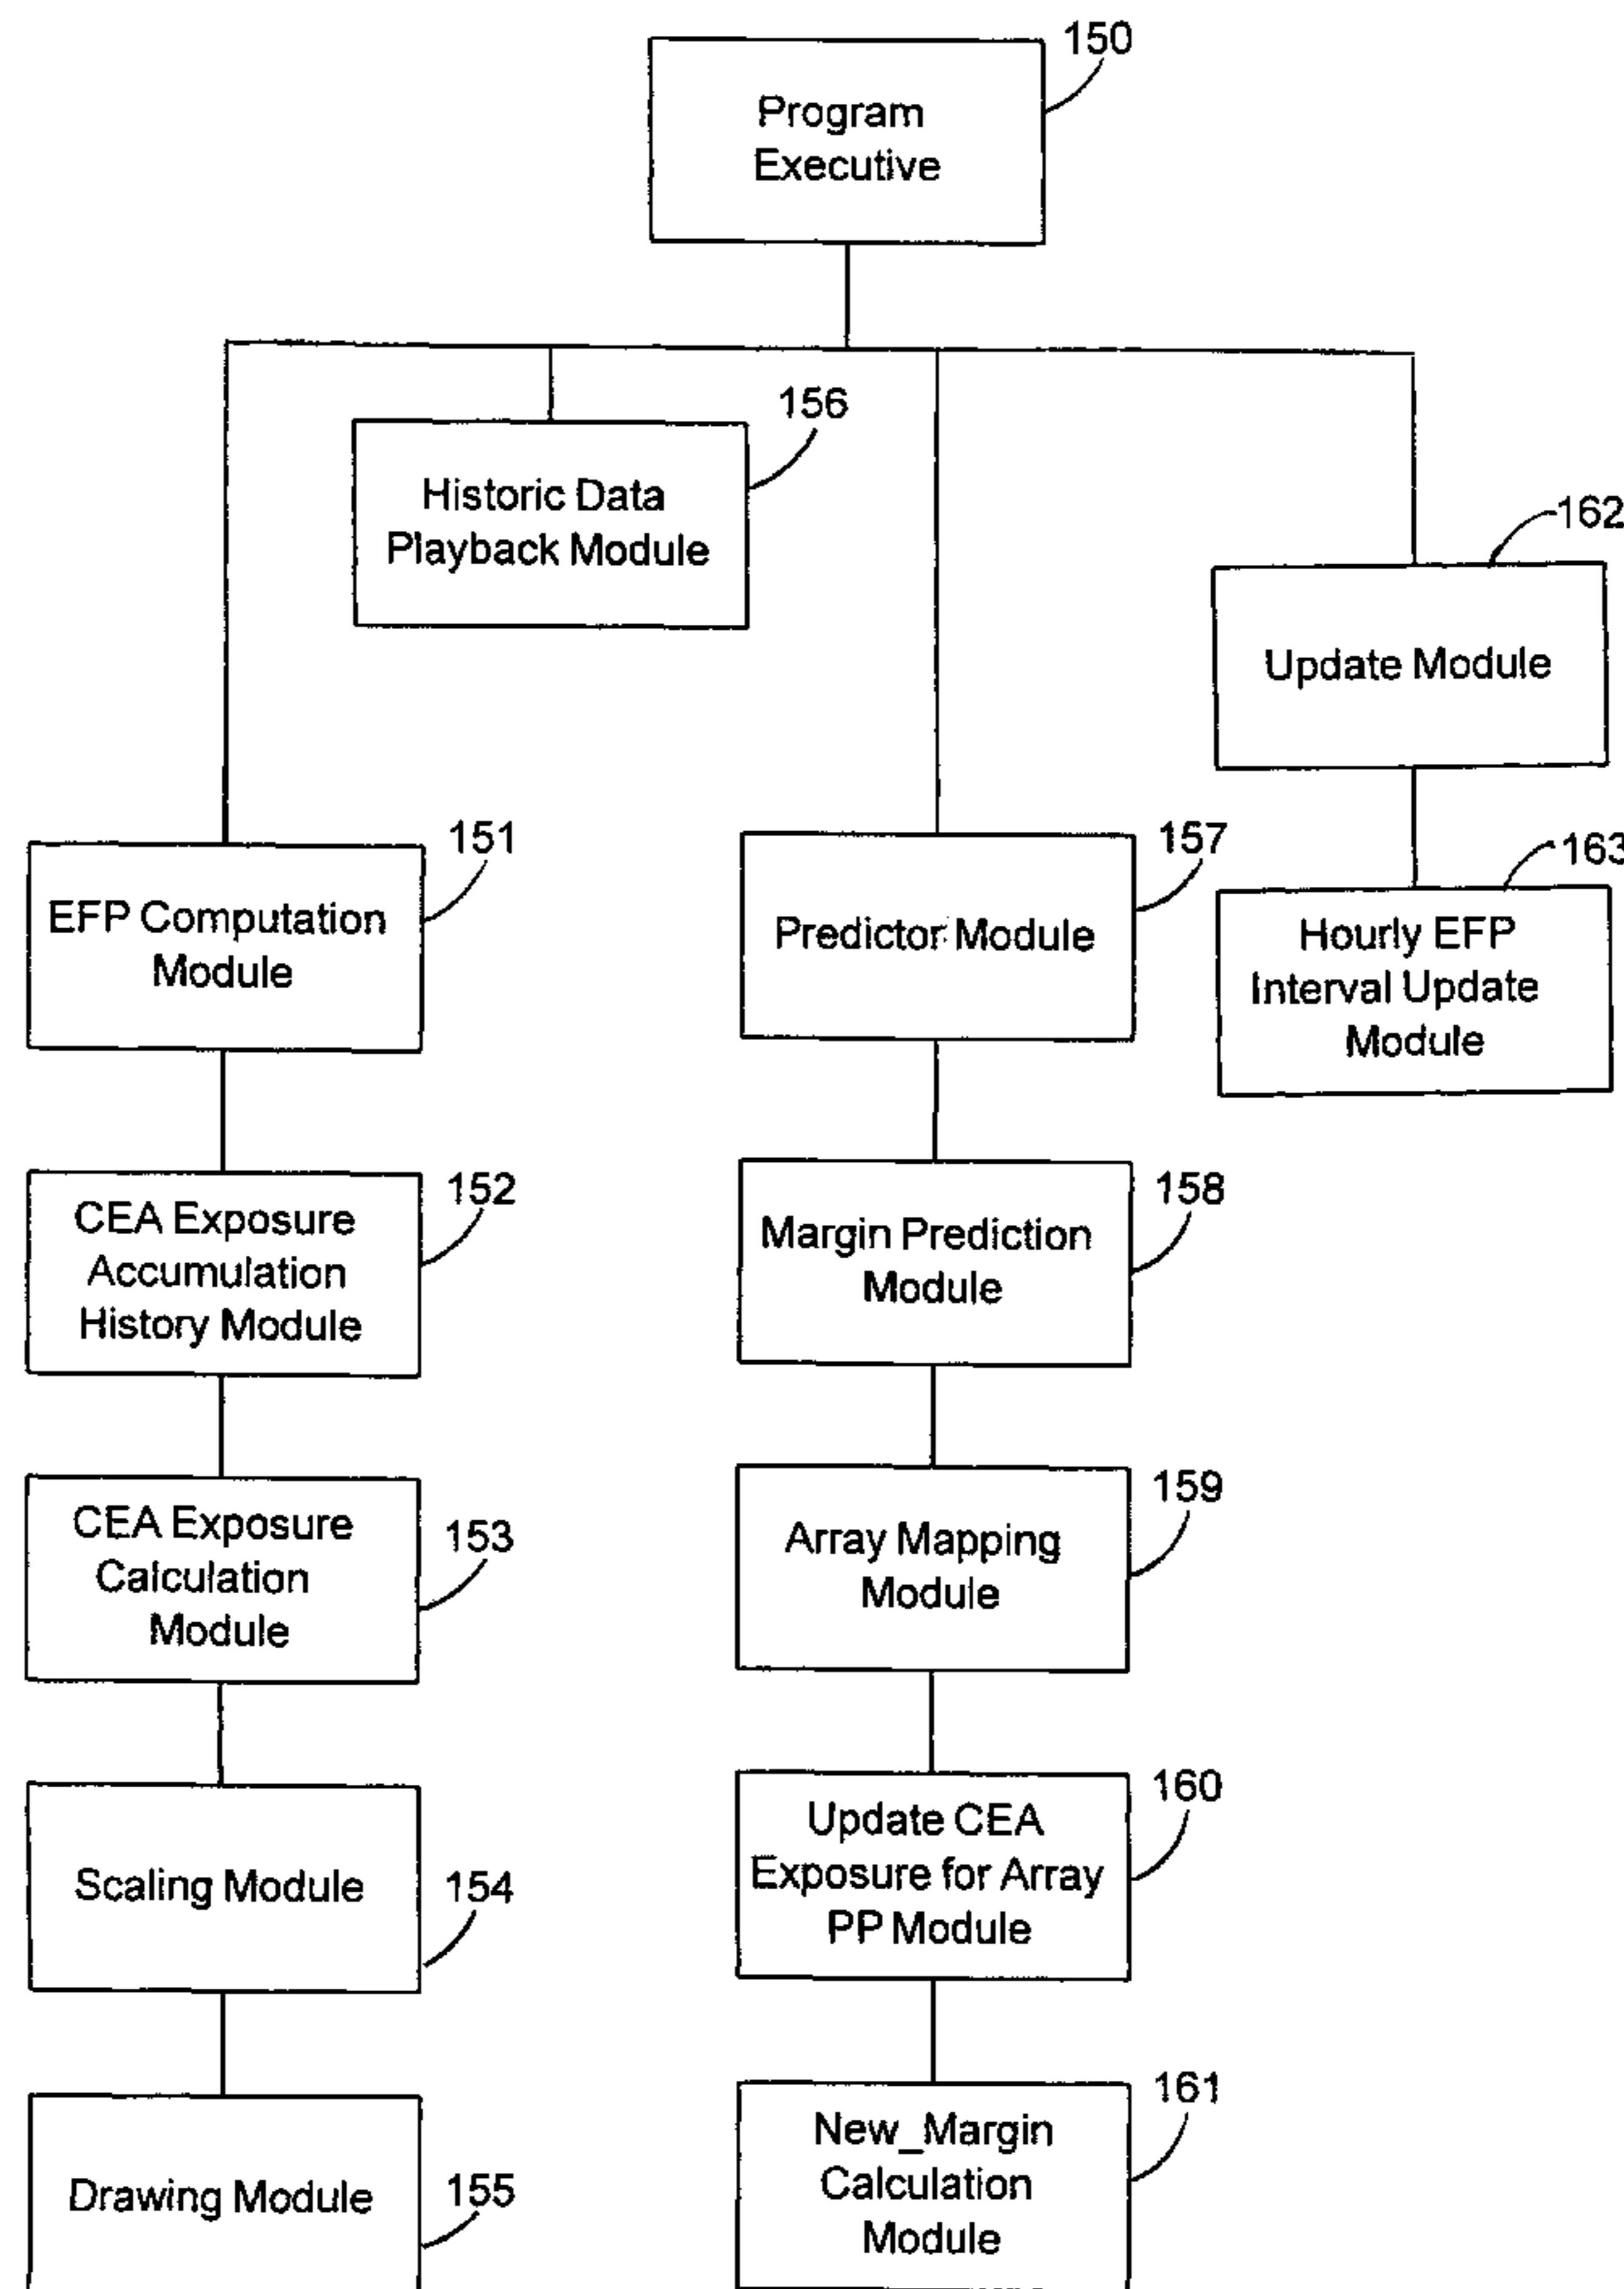 150
Program
Executive
156
Historic Data
Playback Module
162
Update Module
151
EFP Computation
Module
157
Predictor Module
163
Hourly EFP
Interval Update
Module
152
CEA Exposure
Accumulation
History Module
158
Margin Prediction
Module
153
CEA Exposure
Calculation
Module
159
Array Mapping
Module
154
Scaling Module
160
Update CEA
Exposure for Array
PP Module
155
Drawing Module
161
New_Margin
Calculation
Module